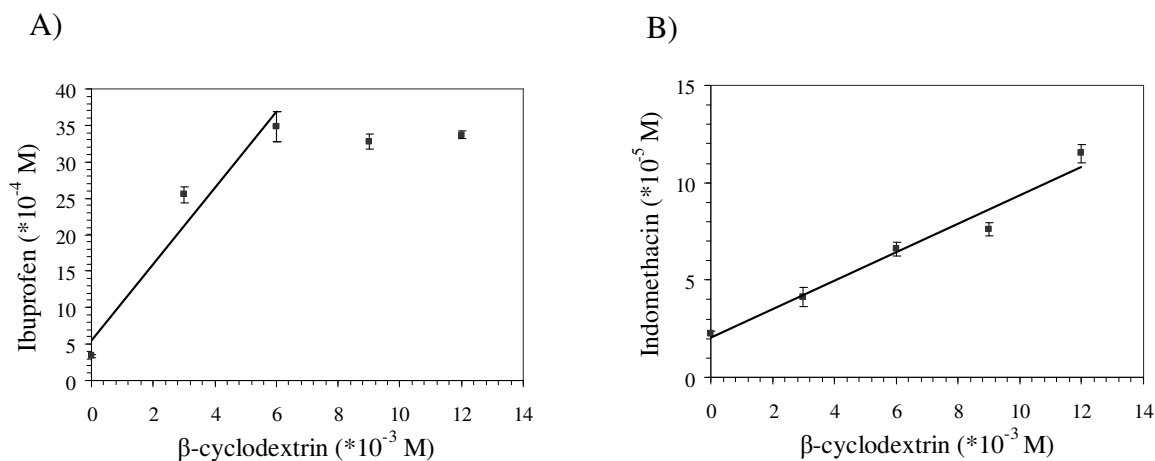 A)
Ibuprofen (*10-4 M)
40
35
30
25
20
15
10
5
0
0 2 4 6 8 10 12 14
β-cyclodextrin (*10-3 M)
B)
Indomethacin (*10-5 M)
15
10
5
0
0 2 4 6 8 10 12 14
β-cyclodextrin (*10-3 M)